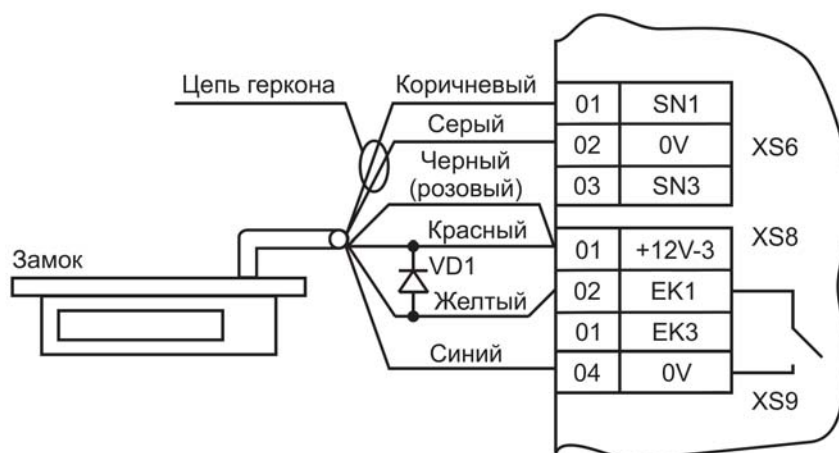 Цепь геркона
Коричневый
Серый
Черный
(розовый)
Красный
VD1
Желтый
Синий
Замок
01 SN1
02 0V
03 SN3
XS6
01 +12V-3
02 EK1
01 EK3
04 0V
XS8
XS9